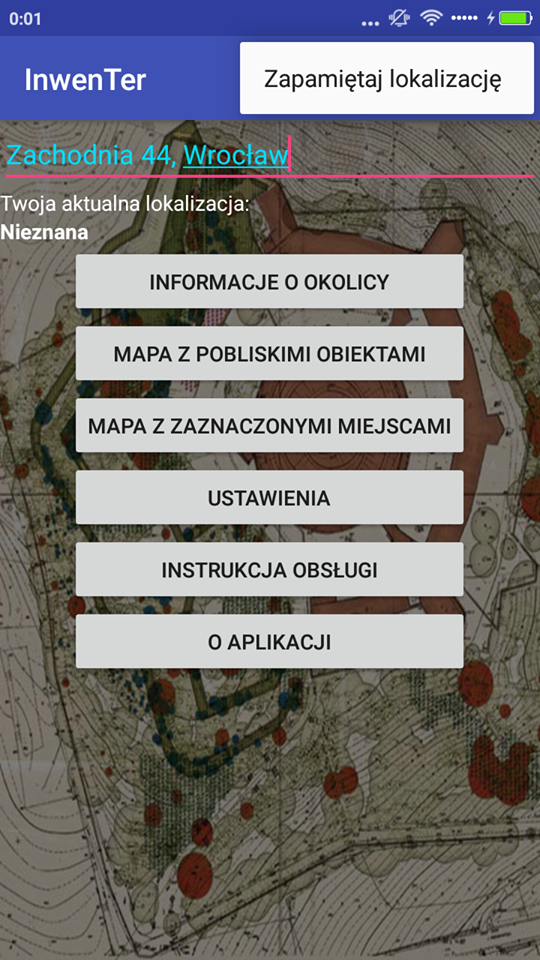 0:01
InwenTer
Zapamiętaj lokalizację
Zachodnia 44, Wrocław
Twoja aktualna lokalizacja:
Nieznana
INFORMACJE O OKOLICY
MAPA Z POBLISKIMI OBIEKTAMI
MAPA Z ZAZNACZONYMI MIEJSCAMI
USTAWIENIA
INSTRUKCJA OBSŁUGI
O APLIKACJI